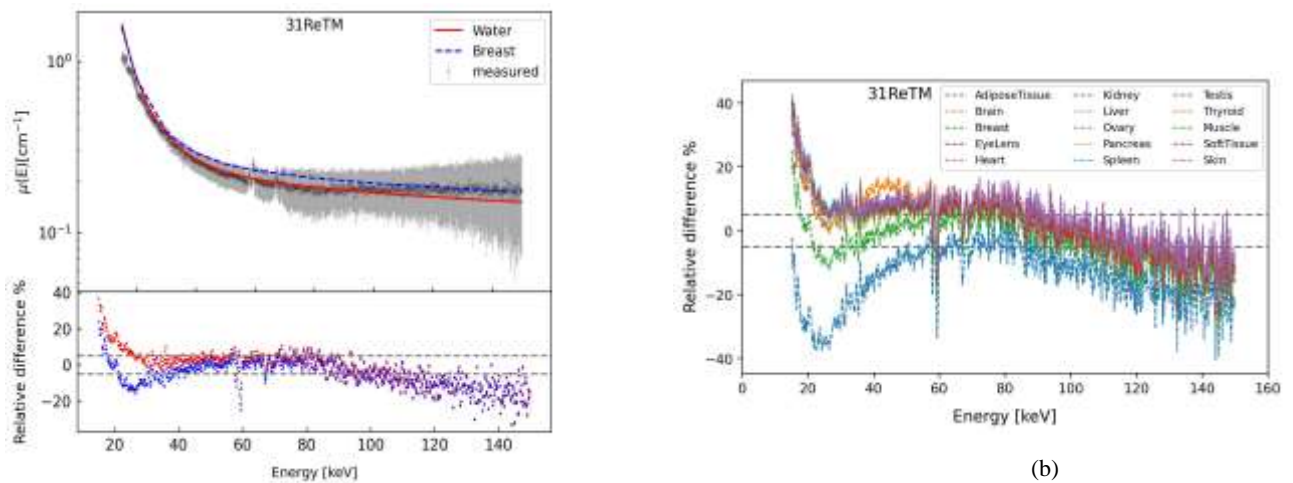 31ReTM
Water
Breast
measured
μ(E)[cm⁻¹]
10⁰
10⁻¹
Relative difference %
40
20
0
−20
20 40 60 80 100 120 140
Energy [keV]
31ReTM
AdiposeTissue Kidney Testis
Brain Liver Thyroid
Breast Ovary Muscle
EyeLens Pancreas SoftTissue
Heart Spleen Skin
Relative difference %
40
20
0
−20
−40
0 20 40 60 80 100 120 140 160
Energy [keV]
(b)